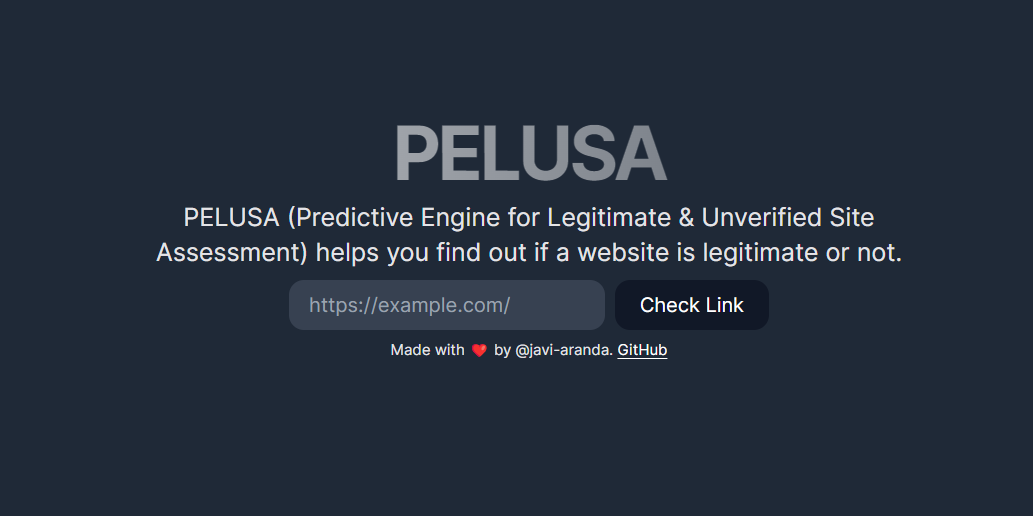 PELUSA
PELUSA (Predictive Engine for Legitimate & Unverified Site
Assessment) helps you find out if a website is legitimate or not.
https://example.com/ Check Link
Made with ❤️ by @javi-aranda. GitHub